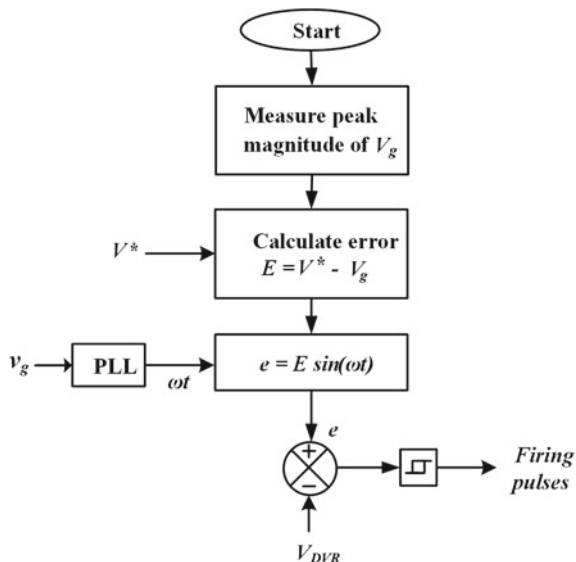 Start
Measure peak
magnitude of V_g
V*
Calculate error
E = V* - V_g
v_g
PLL
ωt
e = E sin(ωt)
e
+
−
Firing
pulses
V_DVR